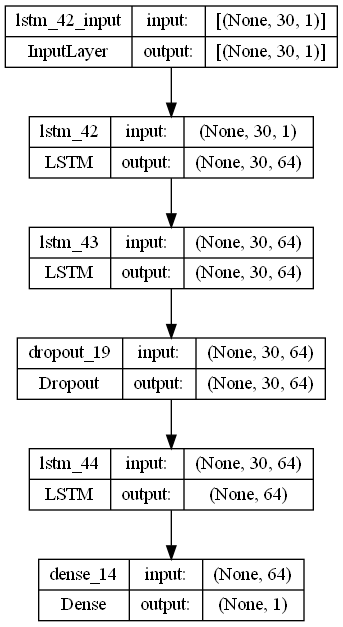 lstm_42_input input: [(None, 30, 1)]
InputLayer output: [(None, 30, 1)]
lstm_42 input: (None, 30, 1)
LSTM output: (None, 30, 64)
lstm_43 input: (None, 30, 64)
LSTM output: (None, 30, 64)
dropout_19 input: (None, 30, 64)
Dropout output: (None, 30, 64)
lstm_44 input: (None, 30, 64)
LSTM output: (None, 64)
dense_14 input: (None, 64)
Dense output: (None, 1)